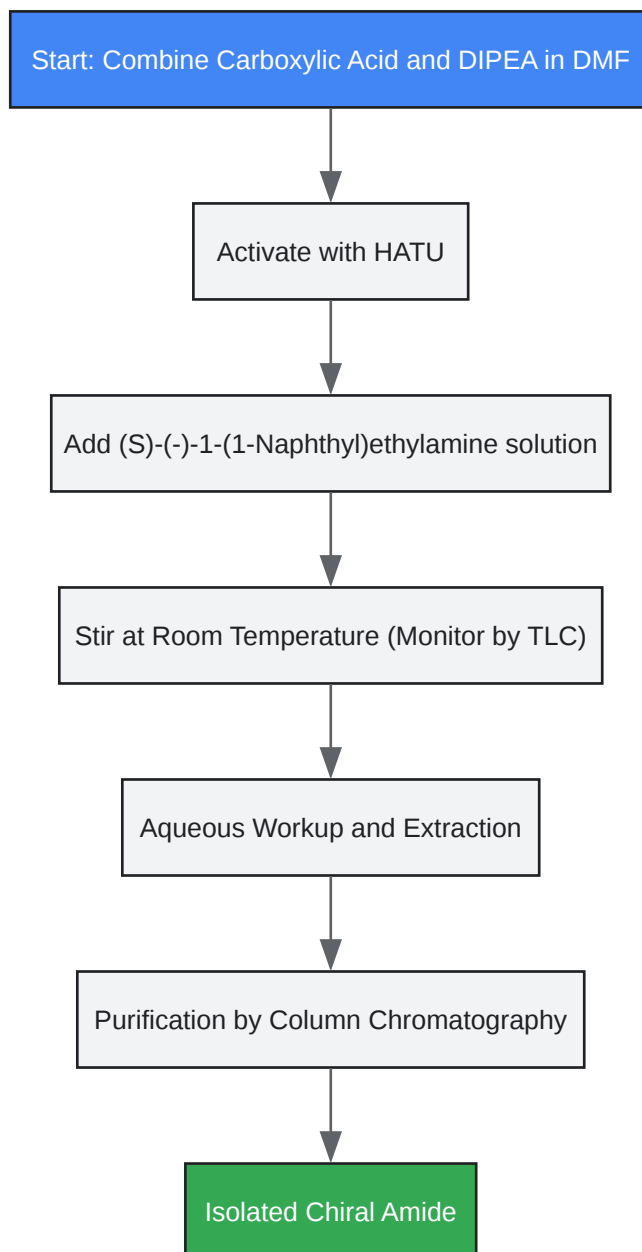 Start: Combine Carboxylic Acid and DIPEA in DMF
Activate with HATU
Add (S)-(-)-1-(1-Naphthyl)ethylamine solution
Stir at Room Temperature (Monitor by TLC)
Aqueous Workup and Extraction
Purification by Column Chromatography
Isolated Chiral Amide